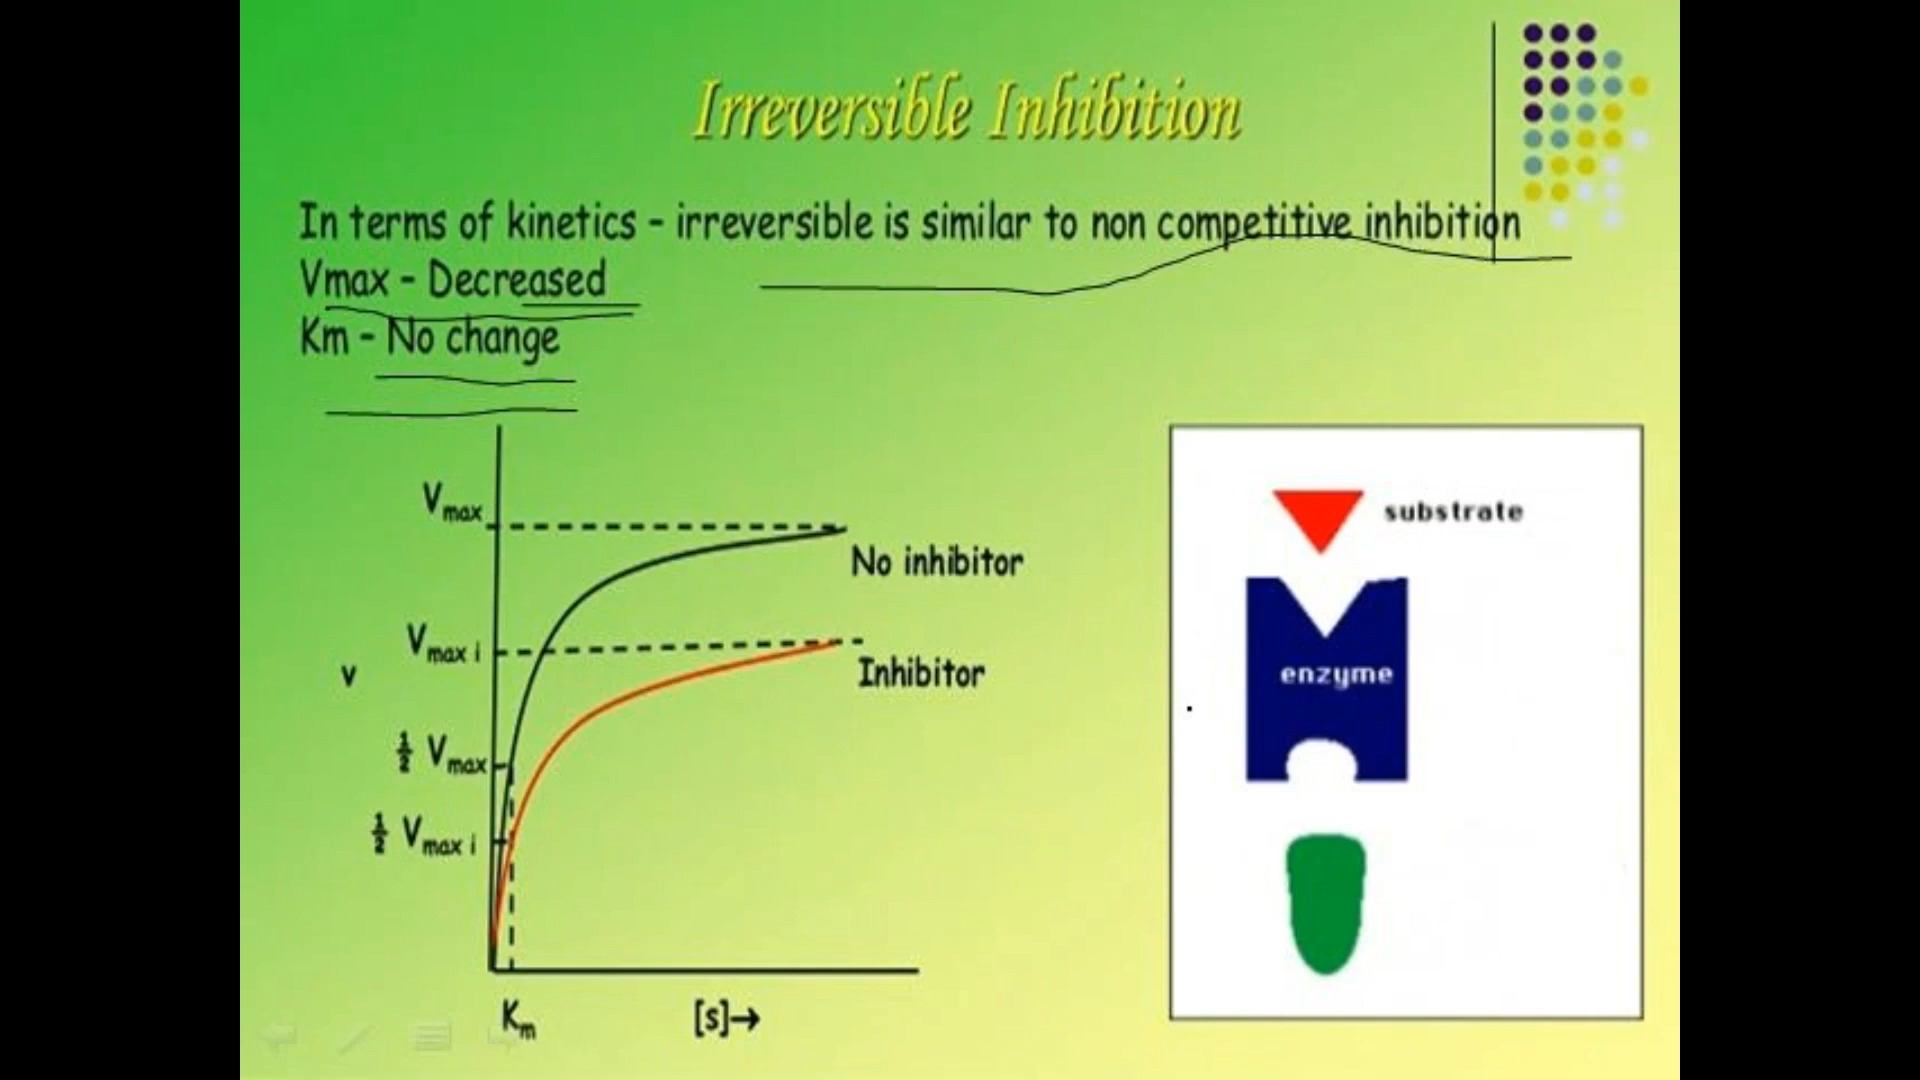 Irreversible Inhibition
In terms of kinetics - irreversible is similar to non competitive inhibition
Vmax - Decreased
Km - No change
Vmax
No inhibitor
Vmax i
v
Inhibitor
½ Vmax
½ Vmax i
Km
[s]→
substrate
enzyme